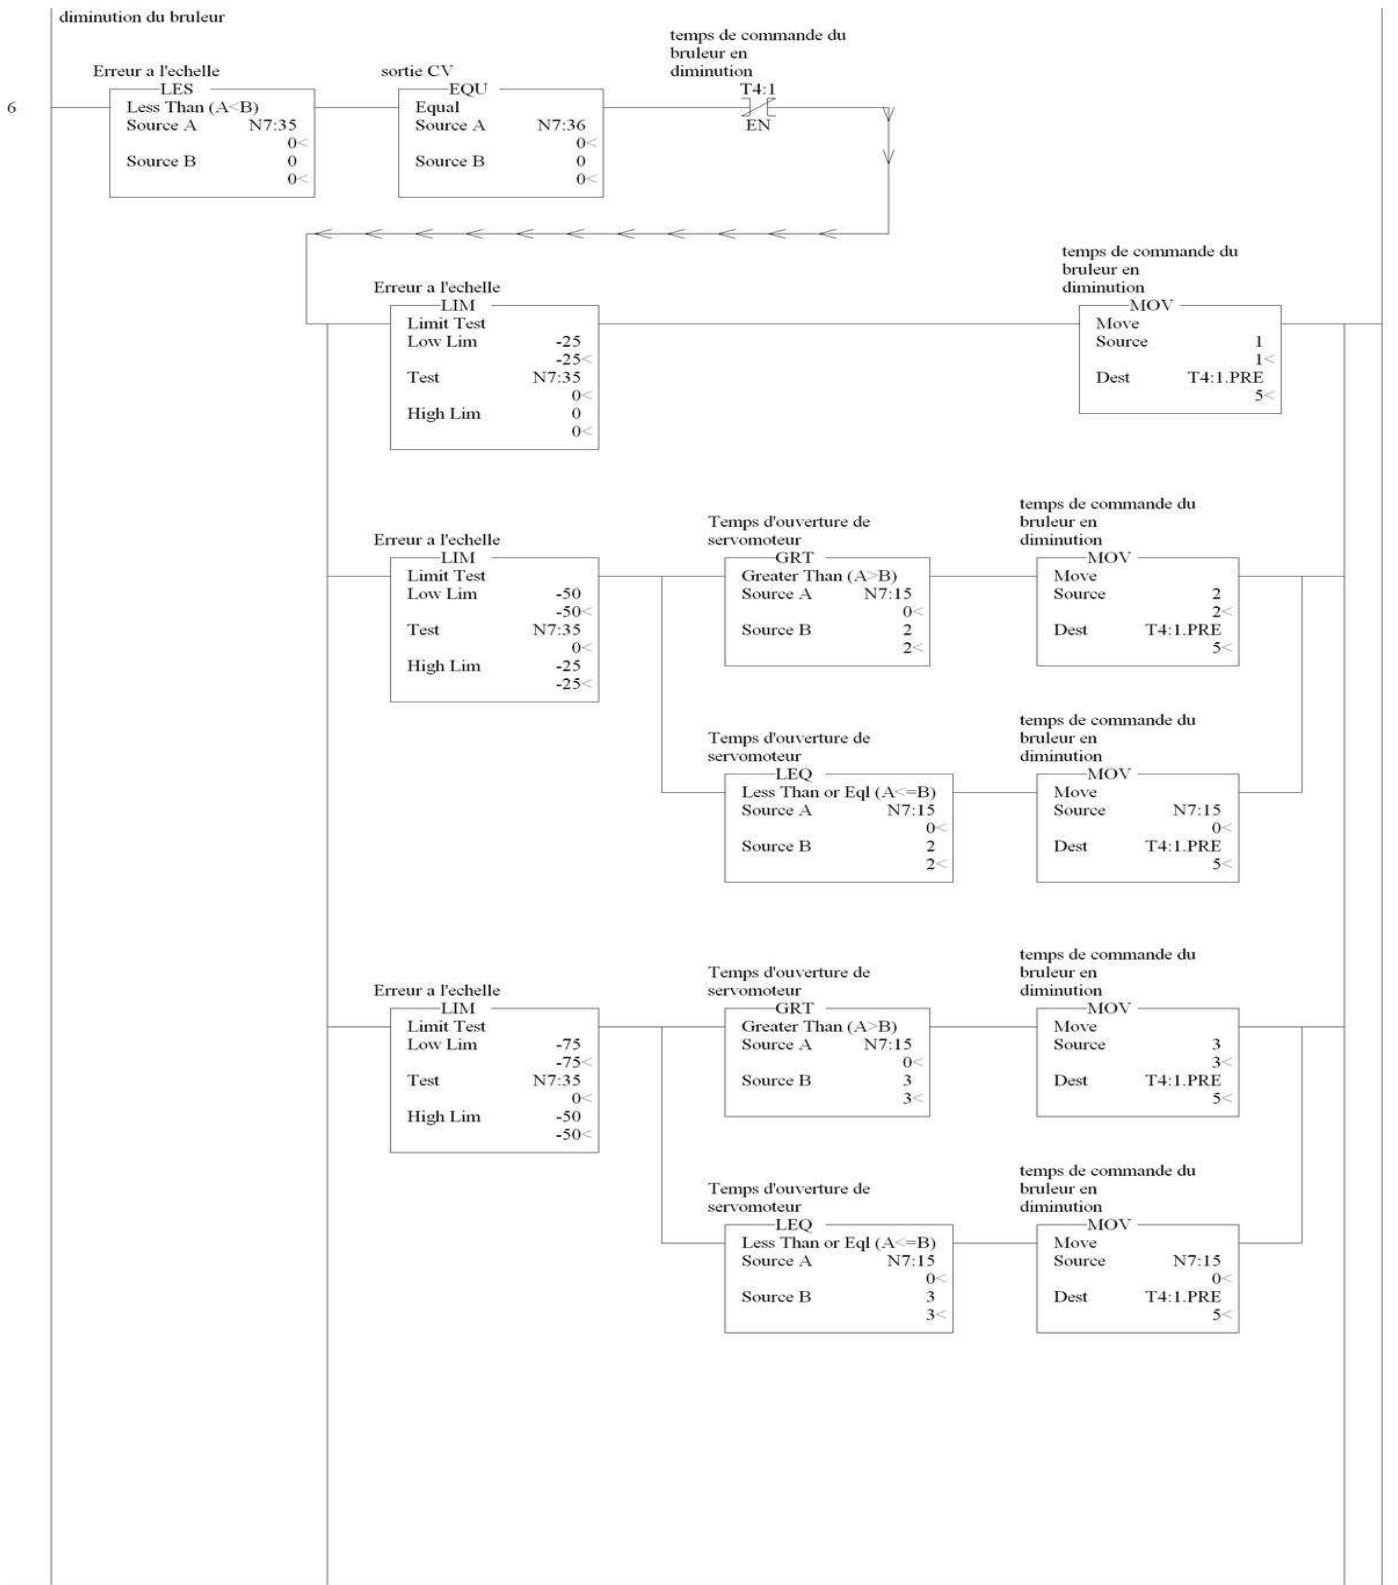 diminution du bruleur
temps de commande du
bruleur en
diminution
Erreur a l'echelle
sortie CV
LES
EQU
T4:1
6
Less Than (A<B)
Equal
Source A N7:35
Source A N7:36
EN
0<
0<
Source B 0
Source B 0
0<
0<
temps de commande du
bruleur en
diminution
Erreur a l'echelle
LIM
MOV
Limit Test
Move
Low Lim -25
Source 1
-25<
1<
Test N7:35
Dest T4:1.PRE
0<
5<
High Lim 0
0<
temps de commande du
Temps d'ouverture de
bruleur en
Erreur a l'echelle
servomoteur
diminution
LIM
GRT
MOV
Limit Test
Greater Than (A>B)
Move
Low Lim -50
Source A N7:15
Source 2
-50<
0<
2<
Test N7:35
Source B 2
Dest T4:1.PRE
0<
2<
5<
High Lim -25
-25<
temps de commande du
Temps d'ouverture de
bruleur en
servomoteur
diminution
LEQ
MOV
Less Than or Eql (A<=B)
Move
Source A N7:15
Source N7:15
0<
0<
Source B 2
Dest T4:1.PRE
2<
5<
temps de commande du
Temps d'ouverture de
bruleur en
Erreur a l'echelle
servomoteur
diminution
LIM
GRT
MOV
Limit Test
Greater Than (A>B)
Move
Low Lim -75
Source A N7:15
Source 3
-75<
0<
3<
Test N7:35
Source B 3
Dest T4:1.PRE
0<
3<
5<
High Lim -50
-50<
temps de commande du
Temps d'ouverture de
bruleur en
servomoteur
diminution
LEQ
MOV
Less Than or Eql (A<=B)
Move
Source A N7:15
Source N7:15
0<
0<
Source B 3
Dest T4:1.PRE
3<
5<